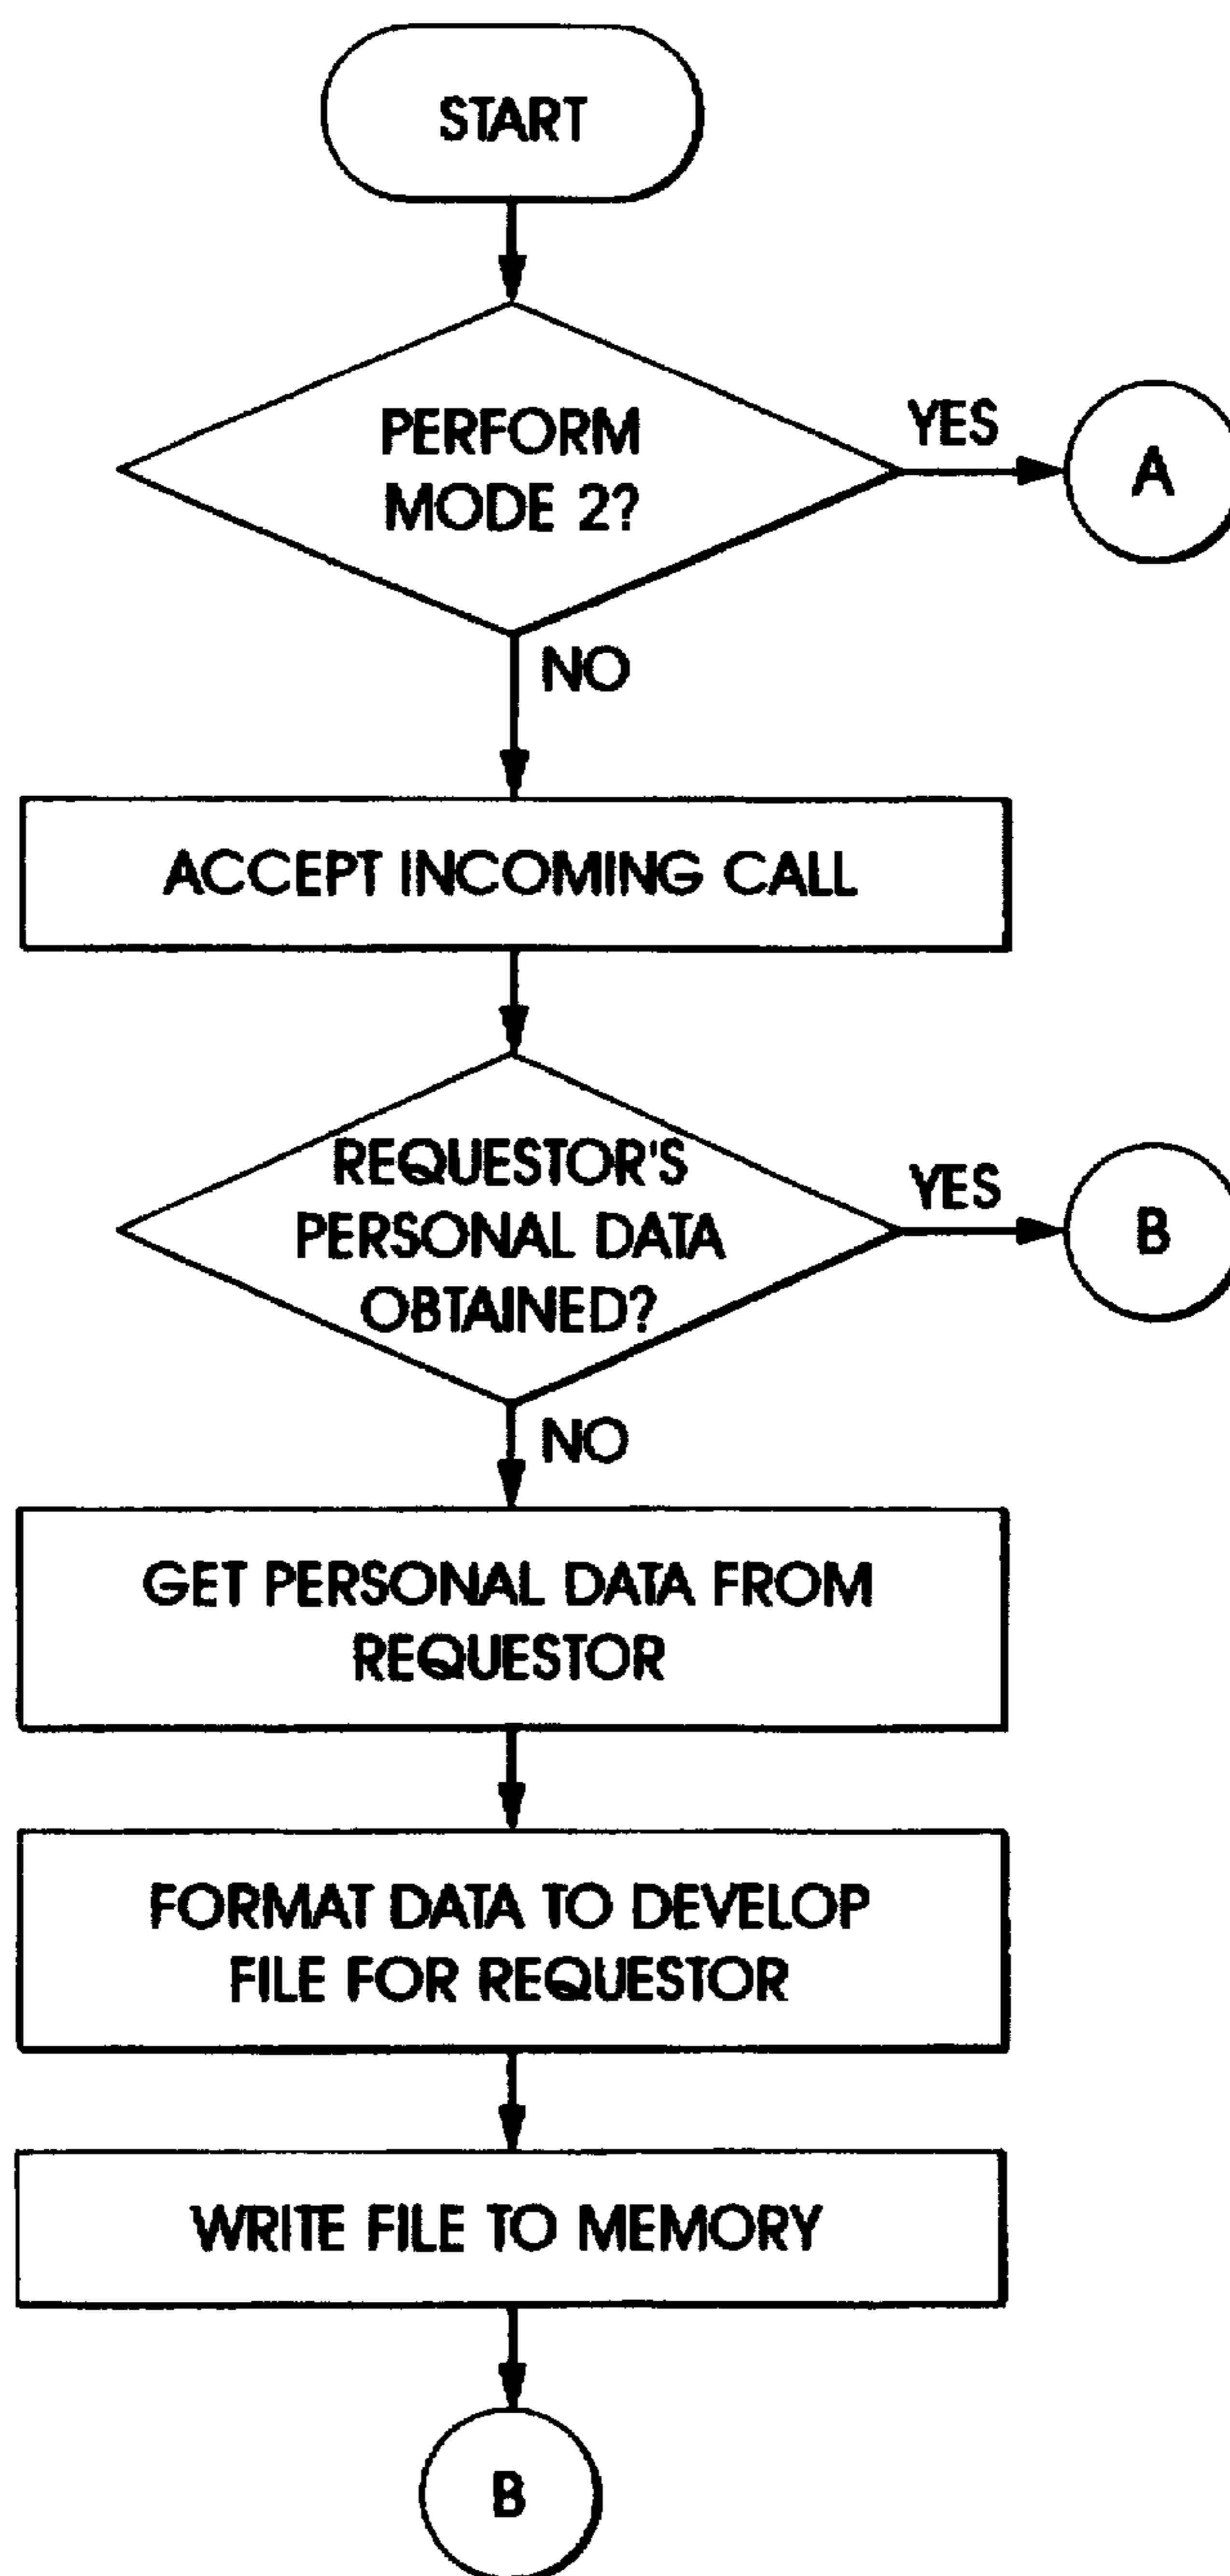 START
PERFORM
MODE 2?
YES
A
NO
ACCEPT INCOMING CALL
REQUESTOR'S
PERSONAL DATA
OBTAINED?
YES
B
NO
GET PERSONAL DATA FROM
REQUESTOR
FORMAT DATA TO DEVELOP
FILE FOR REQUESTOR
WRITE FILE TO MEMORY
B